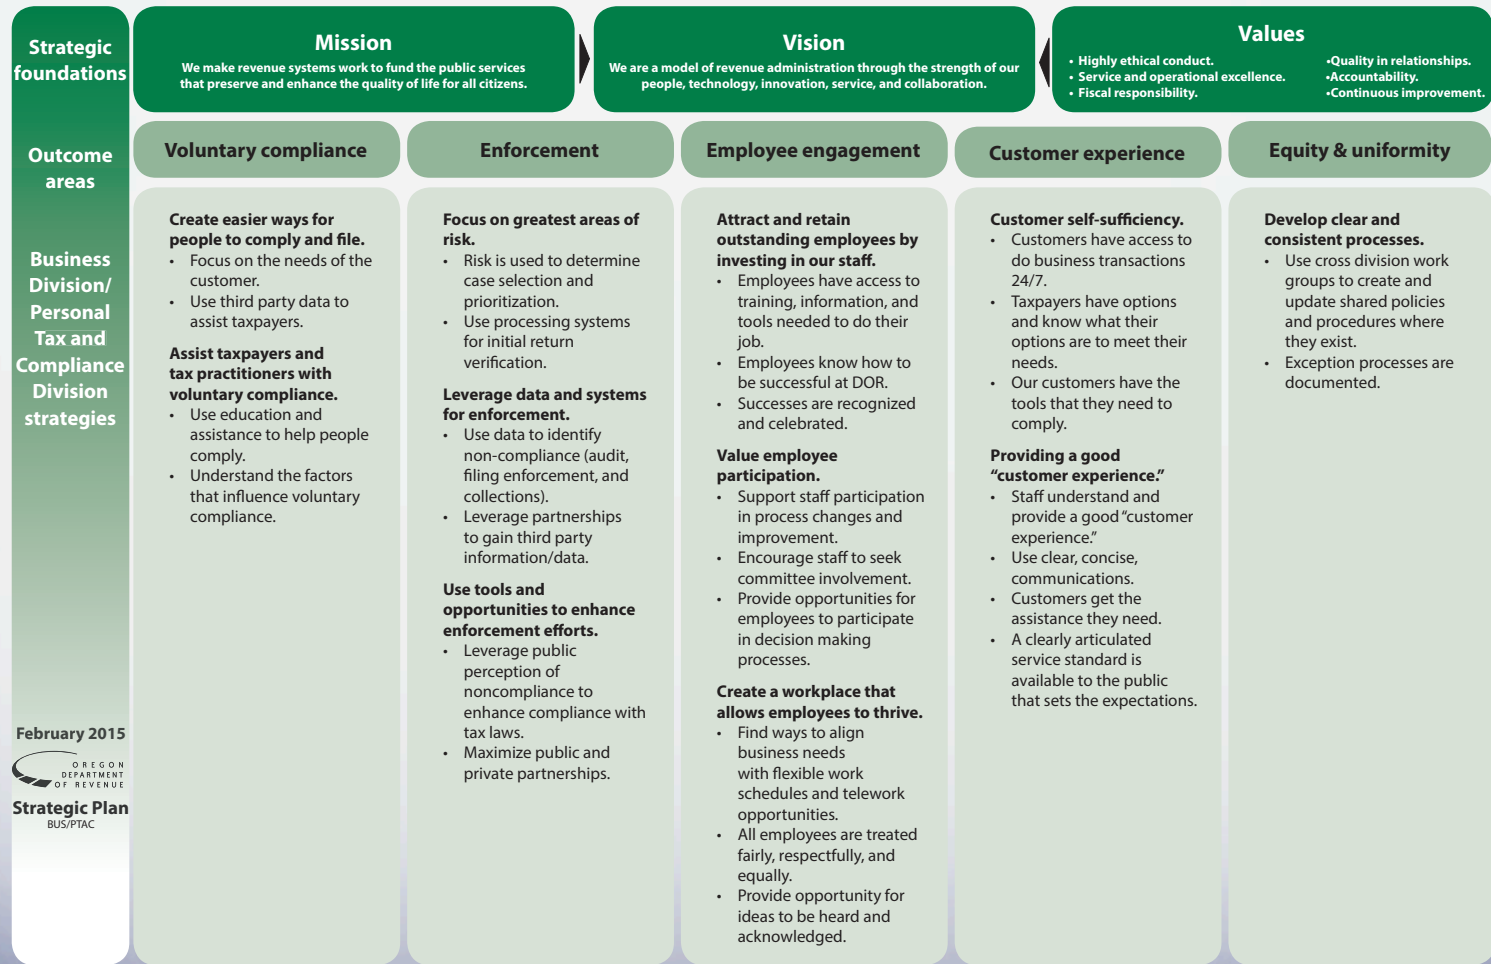 Strategic
foundations
Mission
We make revenue systems work to fund the public services
that preserve and enhance the quality of life for all citizens.
Vision
We are a model of revenue administration through the strength of our
people, technology, innovation, service, and collaboration.
Values
• Highly ethical conduct.
• Service and operational excellence.
• Fiscal responsibility.
•Quality in relationships.
•Accountability.
•Continuous improvement.
Outcome
areas
Voluntary compliance
Enforcement
Employee engagement
Customer experience
Equity & uniformity
Business
Division/
Personal
Tax and
Compliance
Division
strategies
Create easier ways for
people to comply and file.
• Focus on the needs of the
customer.
• Use third party data to
assist taxpayers.
Assist taxpayers and
tax practitioners with
voluntary compliance.
• Use education and
assistance to help people
comply.
• Understand the factors
that influence voluntary
compliance.
Focus on greatest areas of
risk.
• Risk is used to determine
case selection and
prioritization.
• Use processing systems
for initial return
verification.
Leverage data and systems
for enforcement.
• Use data to identify
non-compliance (audit,
filing enforcement, and
collections).
• Leverage partnerships
to gain third party
information/data.
Use tools and
opportunities to enhance
enforcement efforts.
• Leverage public
perception of
noncompliance to
enhance compliance with
tax laws.
• Maximize public and
private partnerships.
Attract and retain
outstanding employees by
investing in our staff.
• Employees have access to
training, information, and
tools needed to do their
job.
• Employees know how to
be successful at DOR.
• Successes are recognized
and celebrated.
Value employee
participation.
• Support staff participation
in process changes and
improvement.
• Encourage staff to seek
committee involvement.
• Provide opportunities for
employees to participate
in decision making
processes.
Create a workplace that
allows employees to thrive.
• Find ways to align
business needs
with flexible work
schedules and telework
opportunities.
• All employees are treated
fairly, respectfully, and
equally.
• Provide opportunity for
ideas to be heard and
acknowledged.
Customer self-sufficiency.
• Customers have access to
do business transactions
24/7.
• Taxpayers have options
and know what their
options are to meet their
needs.
• Our customers have the
tools that they need to
comply.
Providing a good
“customer experience.”
• Staff understand and
provide a good “customer
experience.”
• Use clear, concise,
communications.
• Customers get the
assistance they need.
• A clearly articulated
service standard is
available to the public
that sets the expectations.
Develop clear and
consistent processes.
• Use cross division work
groups to create and
update shared policies
and procedures where
they exist.
• Exception processes are
documented.
February 2015
OREGON
DEPARTMENT
OF REVENUE
Strategic Plan
BUS/PTAC